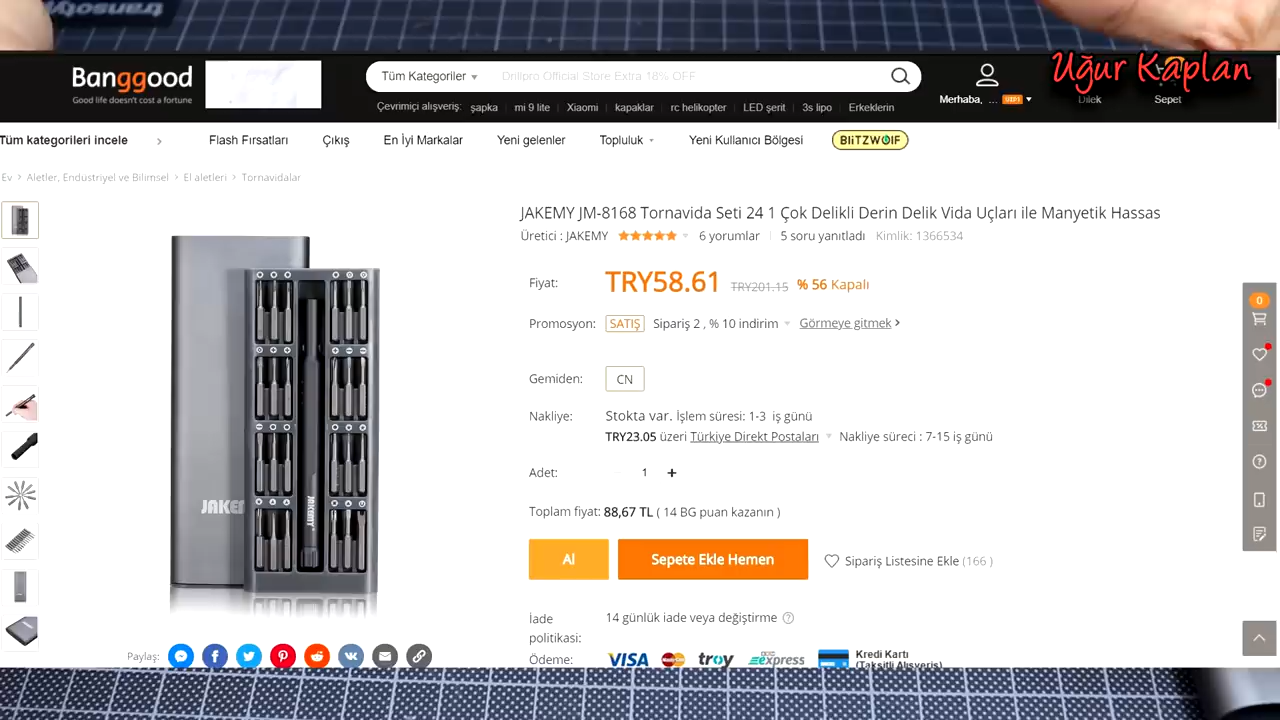 Uğur Kaplan
Banggood
Good life doesn't cost a fortune
Tüm Kategoriler
Dnlipro Official Store Extra 18% OFF
Merhaba, ... VIP1
Dilek
Sepet
Çevrimiçi alışveriş: şapka mi 9 lite Xiaomi kapaklar rc helikopter LED şerit 3s lipo Erkeklerin
Tüm kategorileri incele > Flash Fırsatları Çıkış En İyi Markalar Yeni gelenler Topluluk Yeni Kullanıcı Bölgesi BLiTZWOlF
Ev > Aletler, Endüstriyel ve Bilimsel > El aletleri > Tornavidalar
JAKEMY JM-8168 Tornavida Seti 24 1 Çok Delikli Derin Delik Vida Uçları ile Manyetik Hassas
Üretici : JAKEMY 6 yorumlar 5 soru yanıtladı Kimlik: 1366534
Fiyat: TRY58.61 TRY201.15 % 56 Kapalı
Promosyon: SATIŞ Sipariş 2 , % 10 indirim Görmeye gitmek >
Gemiden: CN
Nakliye: Stokta var. İşlem süresi: 1-3 iş günü
TRY23.05 üzeri Türkiye Direkt Postaları Nakliye süreci : 7-15 iş günü
Adet: - 1 +
Toplam fiyat: 88,67 TL ( 14 BG puan kazanın )
Al
Sepete Ekle Hemen
Sipariş Listesine Ekle (166 )
İade politikası: 14 günlük iade veya değiştirme
Ödeme: VISA troy express Kredi Kartı
(Taksitli Alışveriş)
Paylaş:
JAKEMY
0